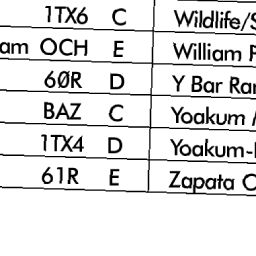 1TX6 C Wildlife/S
am OCH E William P
6ØR D Y Bar Ran
BAZ C Yoakum
1TX4 D Yoakum-
61R E Zapata C